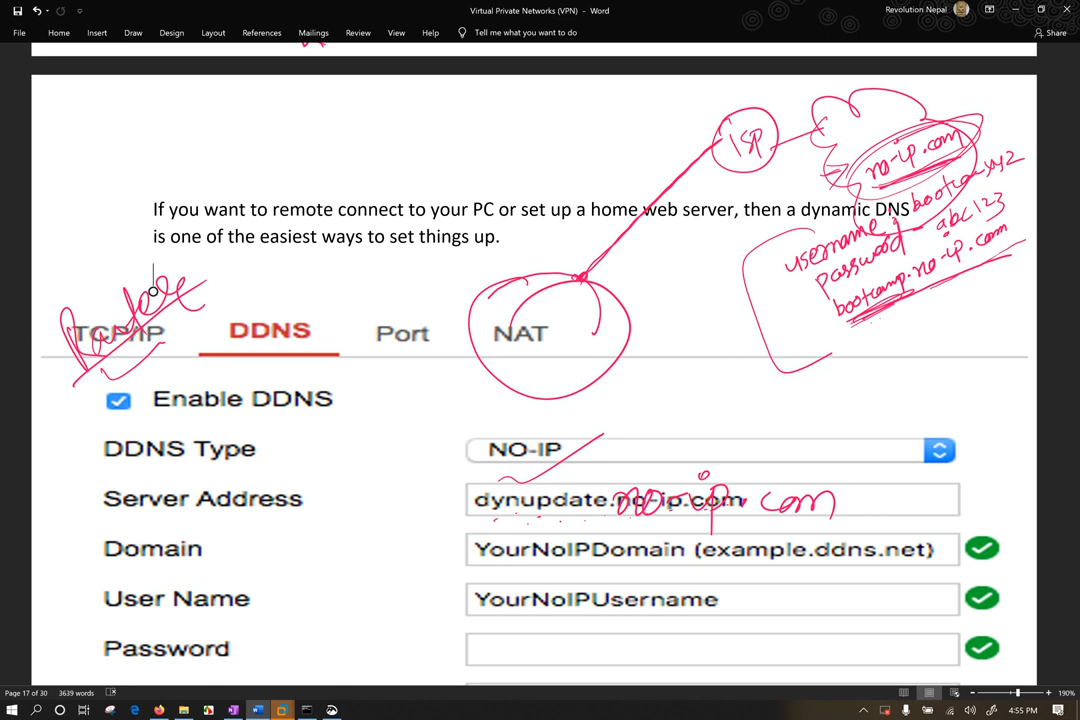 Virtual Private Networks (VPN) - Word
Revolution Nepal
File Home Insert Draw Design Layout References Mailings Review View Help Tell me what you want to do
Share
ISP
no-ip.com
username
bootcamxyz
password - abc123
bootcamp.no-ip.com
If you want to remote connect to your PC or set up a home web server, then a dynamic DNS
is one of the easiest ways to set things up.
Router
TCP/IP DDNS Port NAT
Enable DDNS
DDNS Type NO-IP
Server Address dynupdate.no-ip.com
no-ip.com
Domain YourNoIPDomain (example.ddns.net)
User Name YourNoIPUsername
Password
Page 17 of 30 3639 words
190%
4:55 PM